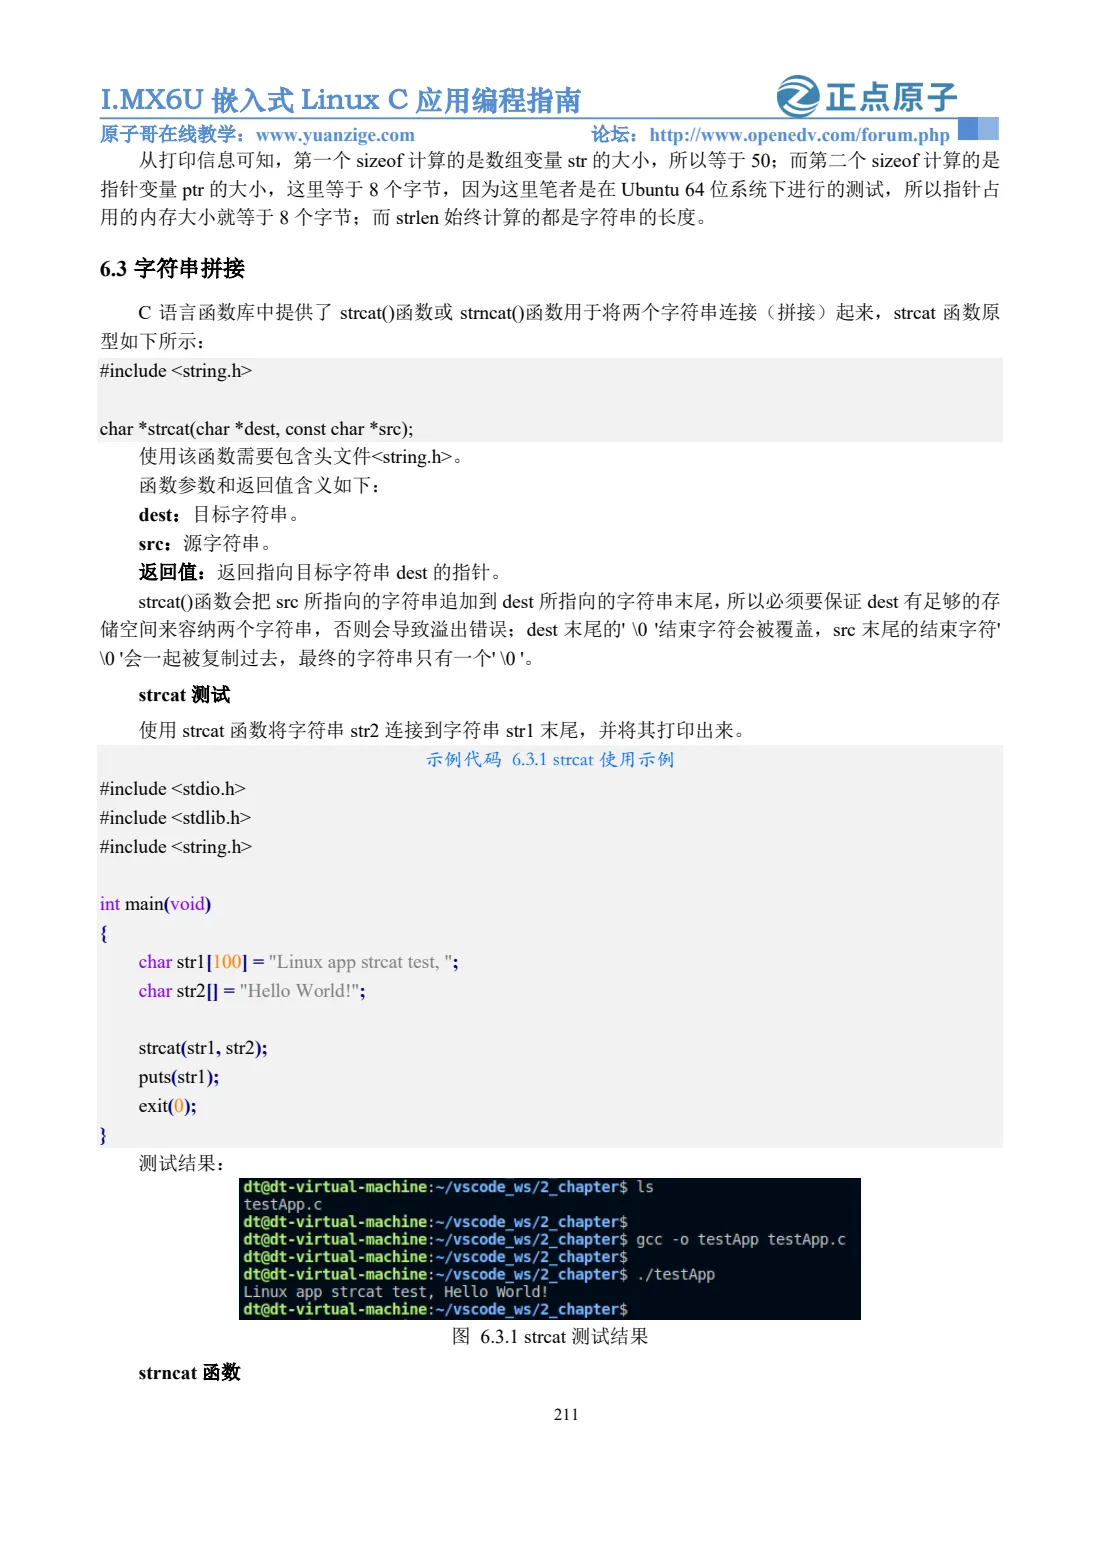 I.MX6U 嵌入式 Linux C 应用编程指南
正点原子
原子哥在线教学：www.yuanzige.com 论坛：http://www.openedv.com/forum.php
从打印信息可知，第一个 sizeof 计算的是数组变量 str 的大小，所以等于 50；而第二个 sizeof 计算的是
指针变量 ptr 的大小，这里等于 8 个字节，因为这里笔者是在 Ubuntu 64 位系统下进行的测试，所以指针占
用的内存大小就等于 8 个字节；而 strlen 始终计算的都是字符串的长度。
6.3 字符串拼接
C 语言函数库中提供了 strcat()函数或 strncat()函数用于将两个字符串连接（拼接）起来，strcat 函数原
型如下所示：
#include <string.h>
char *strcat(char *dest, const char *src);
使用该函数需要包含头文件<string.h>。
函数参数和返回值含义如下：
dest：目标字符串。
src：源字符串。
返回值：返回指向目标字符串 dest 的指针。
strcat()函数会把 src 所指向的字符串追加到 dest 所指向的字符串末尾，所以必须要保证 dest 有足够的存
储空间来容纳两个字符串，否则会导致溢出错误；dest 末尾的' \0 '结束字符会被覆盖，src 末尾的结束字符'
\0 '会一起被复制过去，最终的字符串只有一个' \0 '。
strcat 测试
使用 strcat 函数将字符串 str2 连接到字符串 str1 末尾，并将其打印出来。
示例代码 6.3.1 strcat 使用示例
#include <stdio.h>
#include <stdlib.h>
#include <string.h>
int main(void)
{
char str1[100] = "Linux app strcat test, ";
char str2[] = "Hello World!";
strcat(str1, str2);
puts(str1);
exit(0);
}
测试结果：
dt@dt-virtual-machine:~/vscode_ws/2_chapter$ ls
testApp.c
dt@dt-virtual-machine:~/vscode_ws/2_chapter$
dt@dt-virtual-machine:~/vscode_ws/2_chapter$ gcc -o testApp testApp.c
dt@dt-virtual-machine:~/vscode_ws/2_chapter$
dt@dt-virtual-machine:~/vscode_ws/2_chapter$ ./testApp
Linux app strcat test, Hello World!
dt@dt-virtual-machine:~/vscode_ws/2_chapter$
图 6.3.1 strcat 测试结果
strncat 函数
211